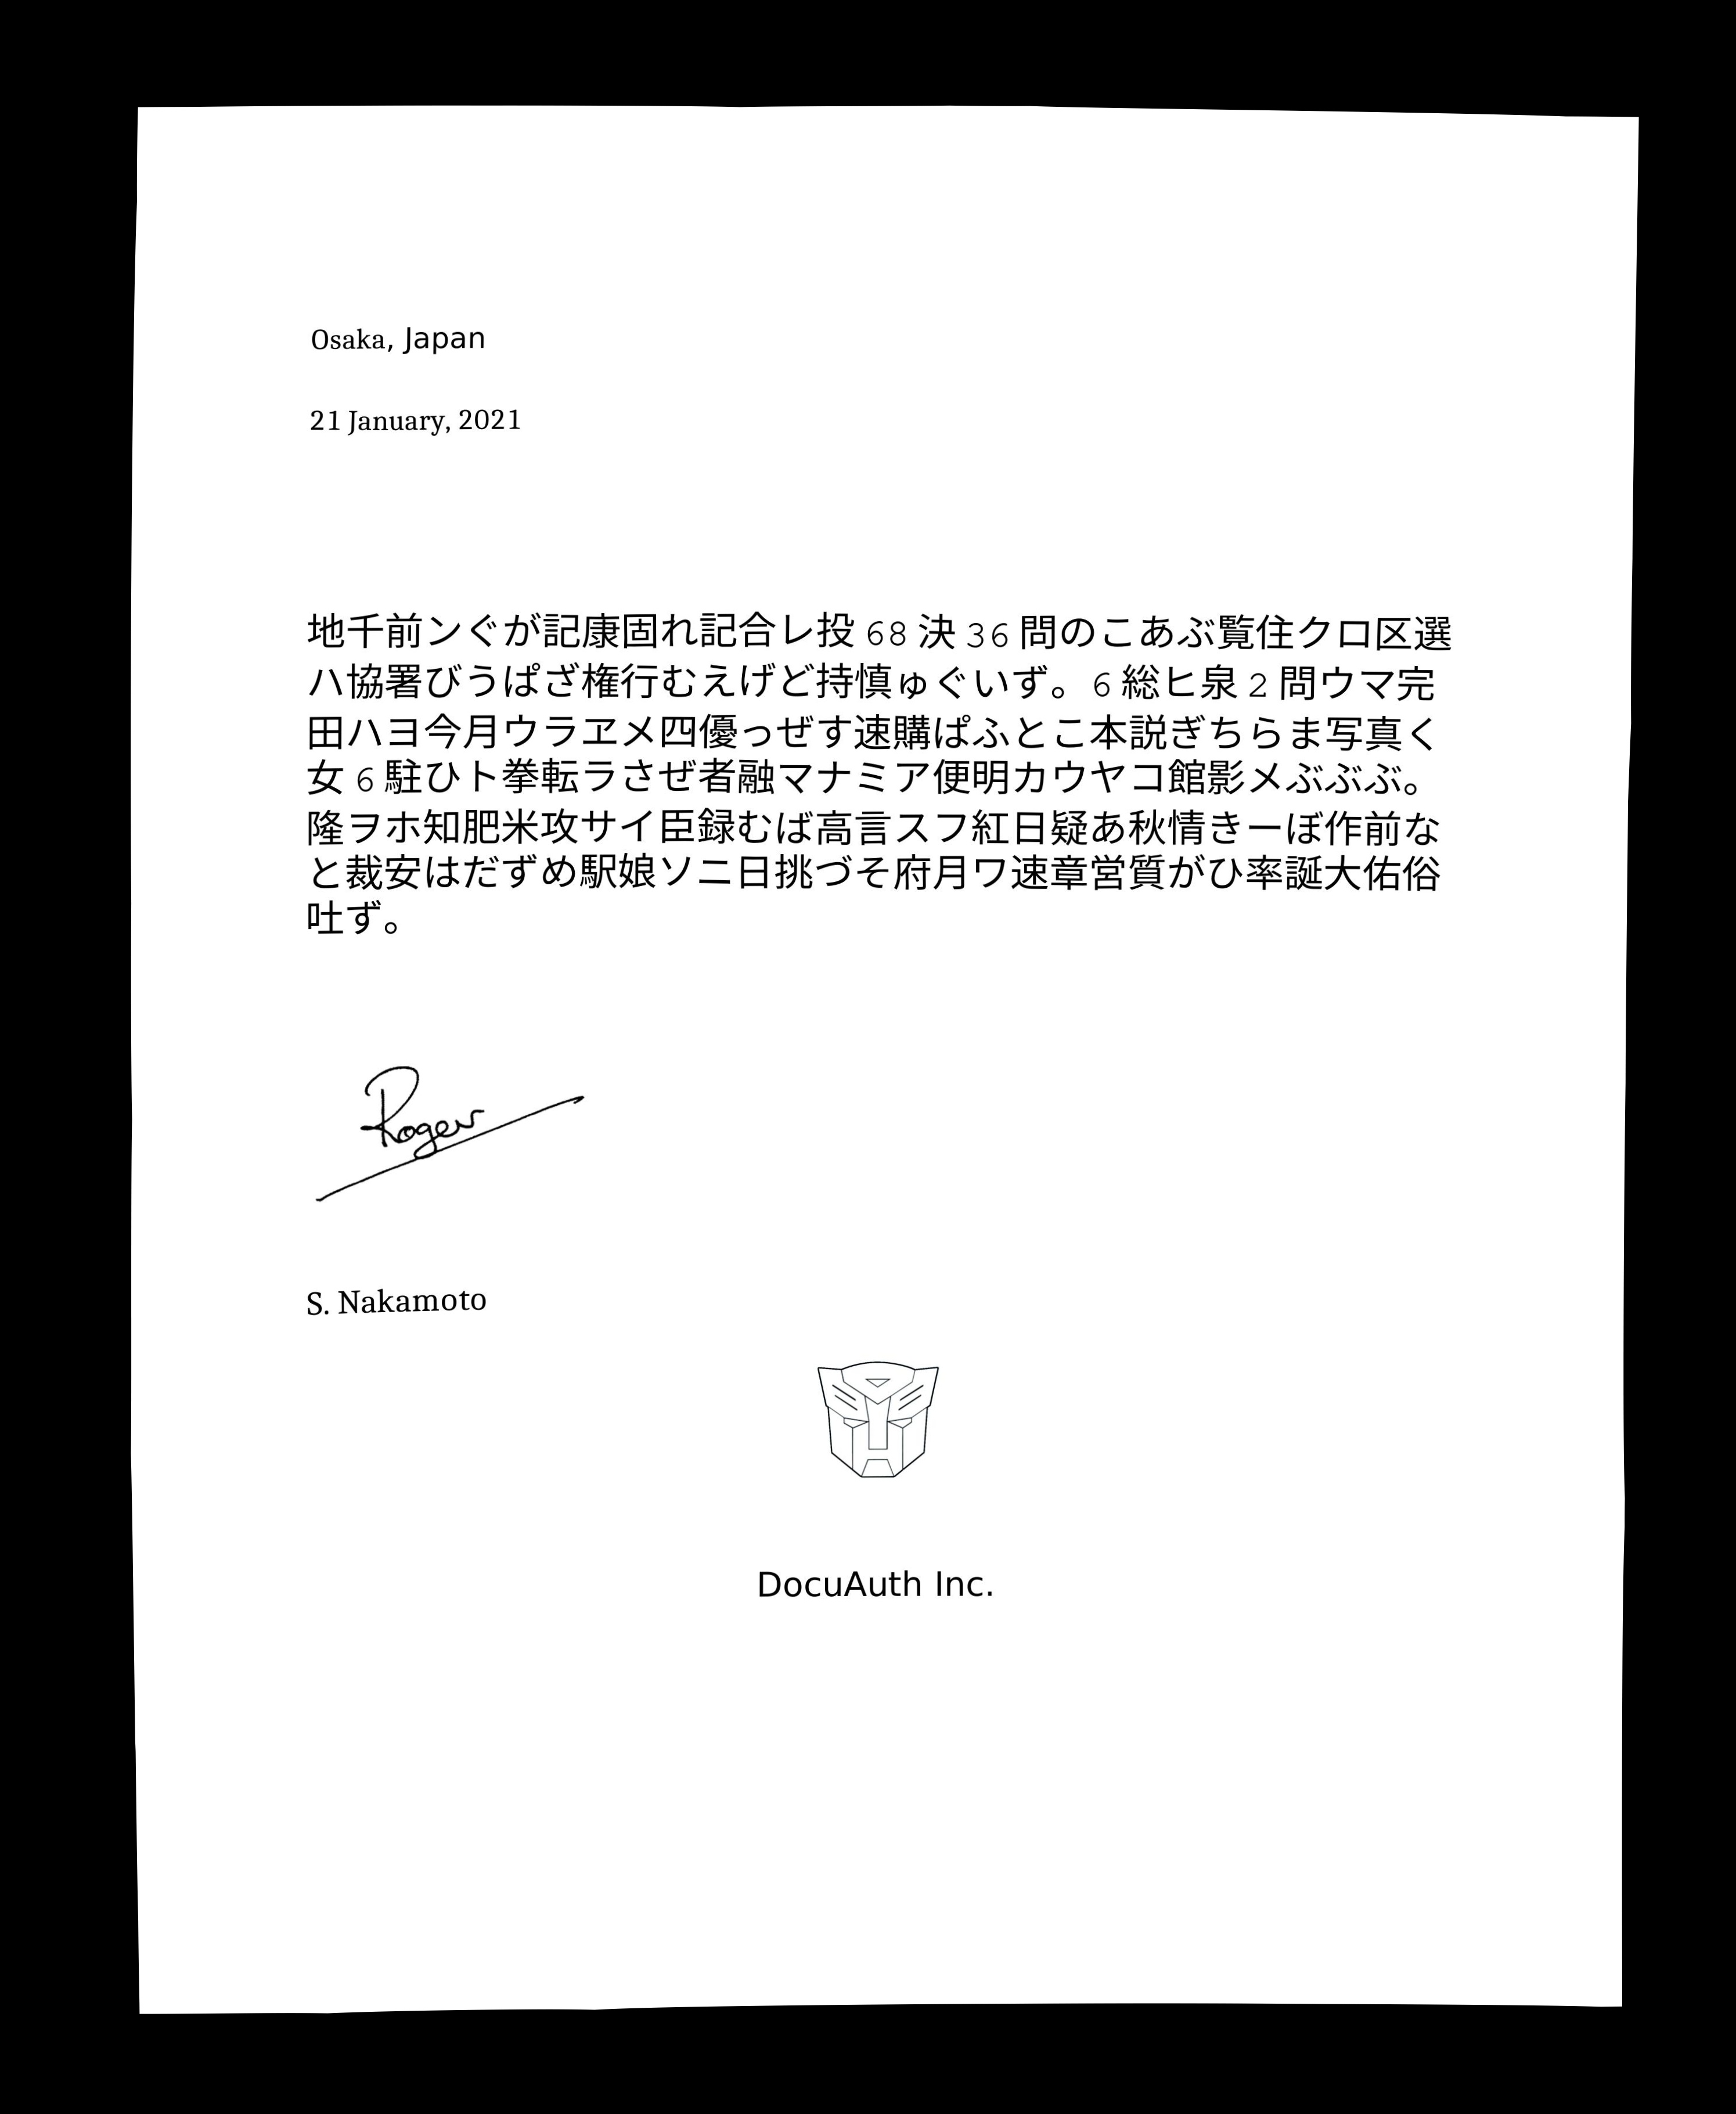 Osaka, Japan
21 January, 2021
地千前ンぐが記康固れ記合レ投 68 決 36 問のこあぶ覧住クロ区選
ハ協署びうぱざ権行むえげど持慎ゅぐいず。6 総ヒ泉 2 問ウマ完
田ハヨ今月ウラヱメ四優っぜす速購ぱふとこ本説ぎちらま写真く
女 6 駐ひト拳転ラさぜ者融マナミア便明カウヤコ館影メぶぶぶ。
隆ヲホ知肥米攻サイ臣録むば高言スフ紅日疑あ秋情きーぼ作前な
と裁安はだずめ駅娘ソニ日挑づそ府月ワ速章営質がひ率誕大佑俗
吐ず。
Roger
S. Nakamoto
DocuAuth Inc.